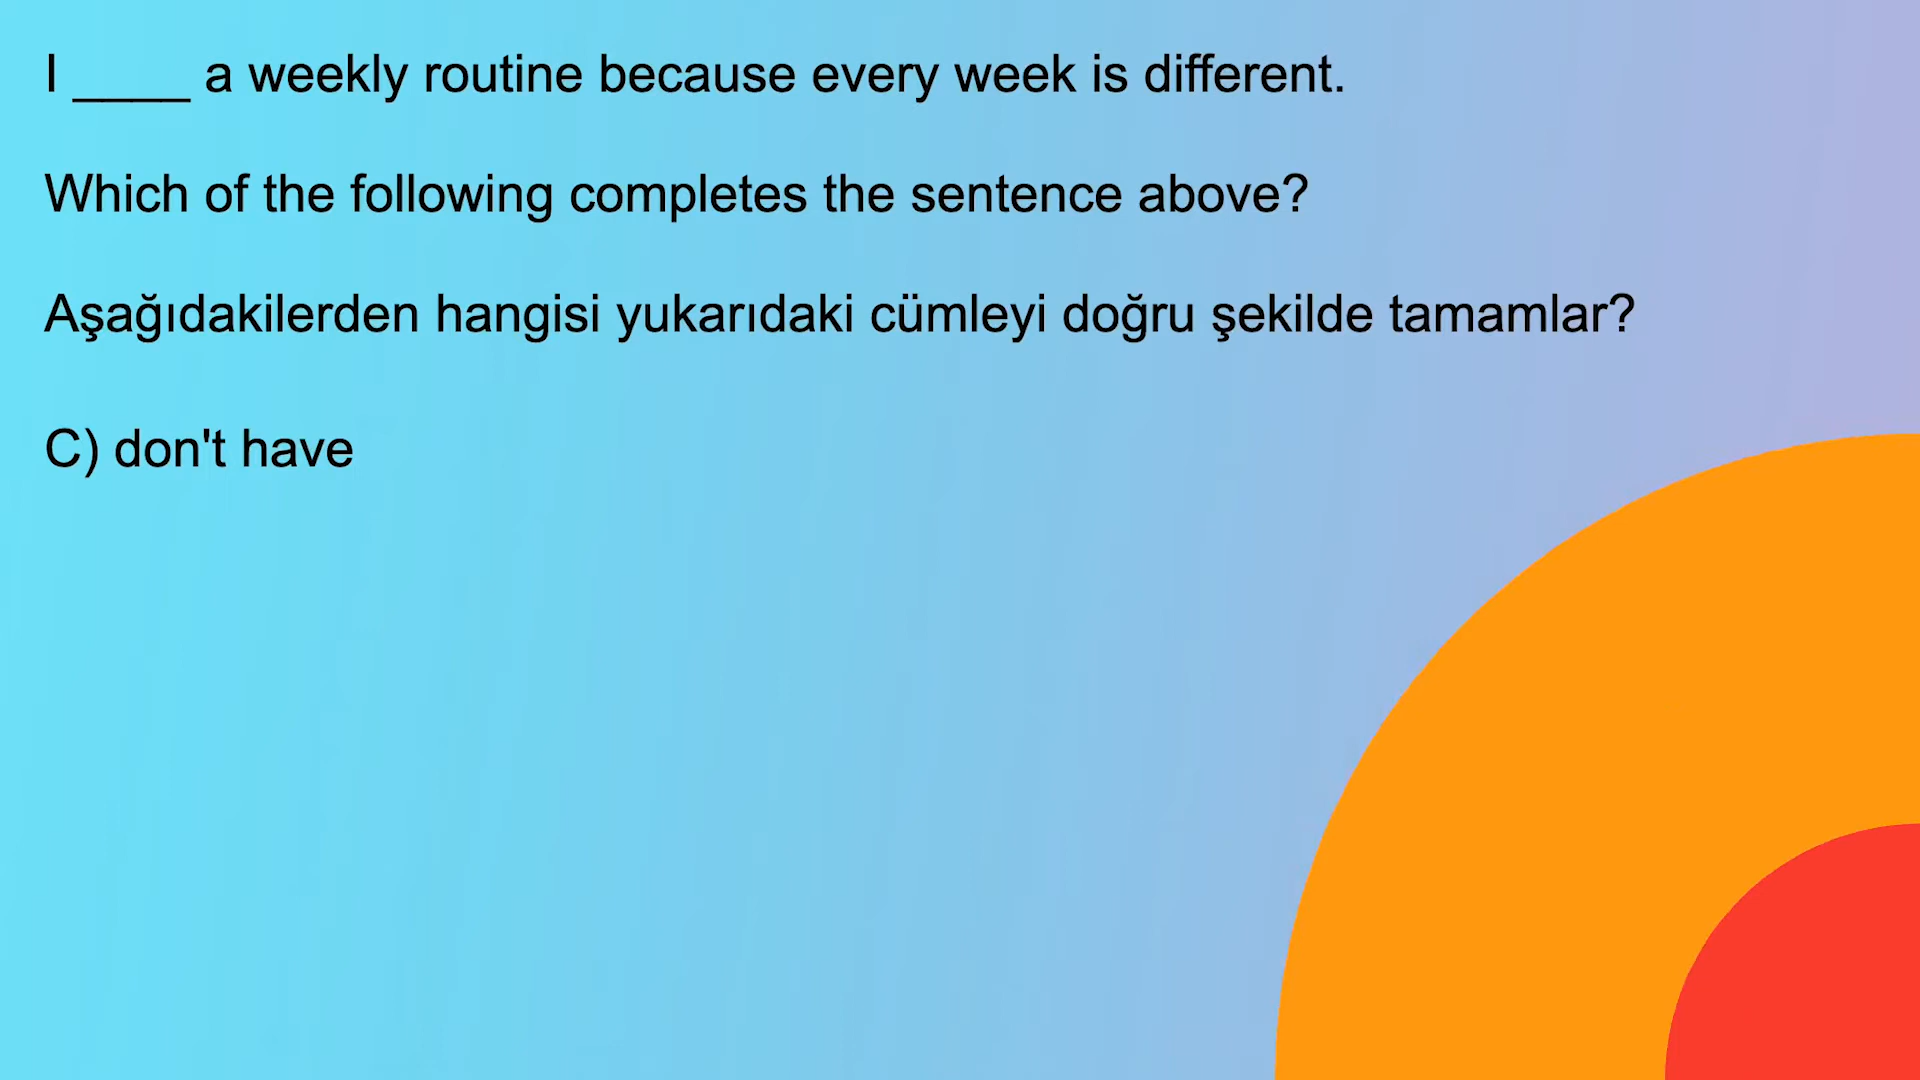 I ____ a weekly routine because every week is different.
Which of the following completes the sentence above?
Aşağıdakilerden hangisi yukarıdaki cümleyi doğru şekilde tamamlar?
C) don't have